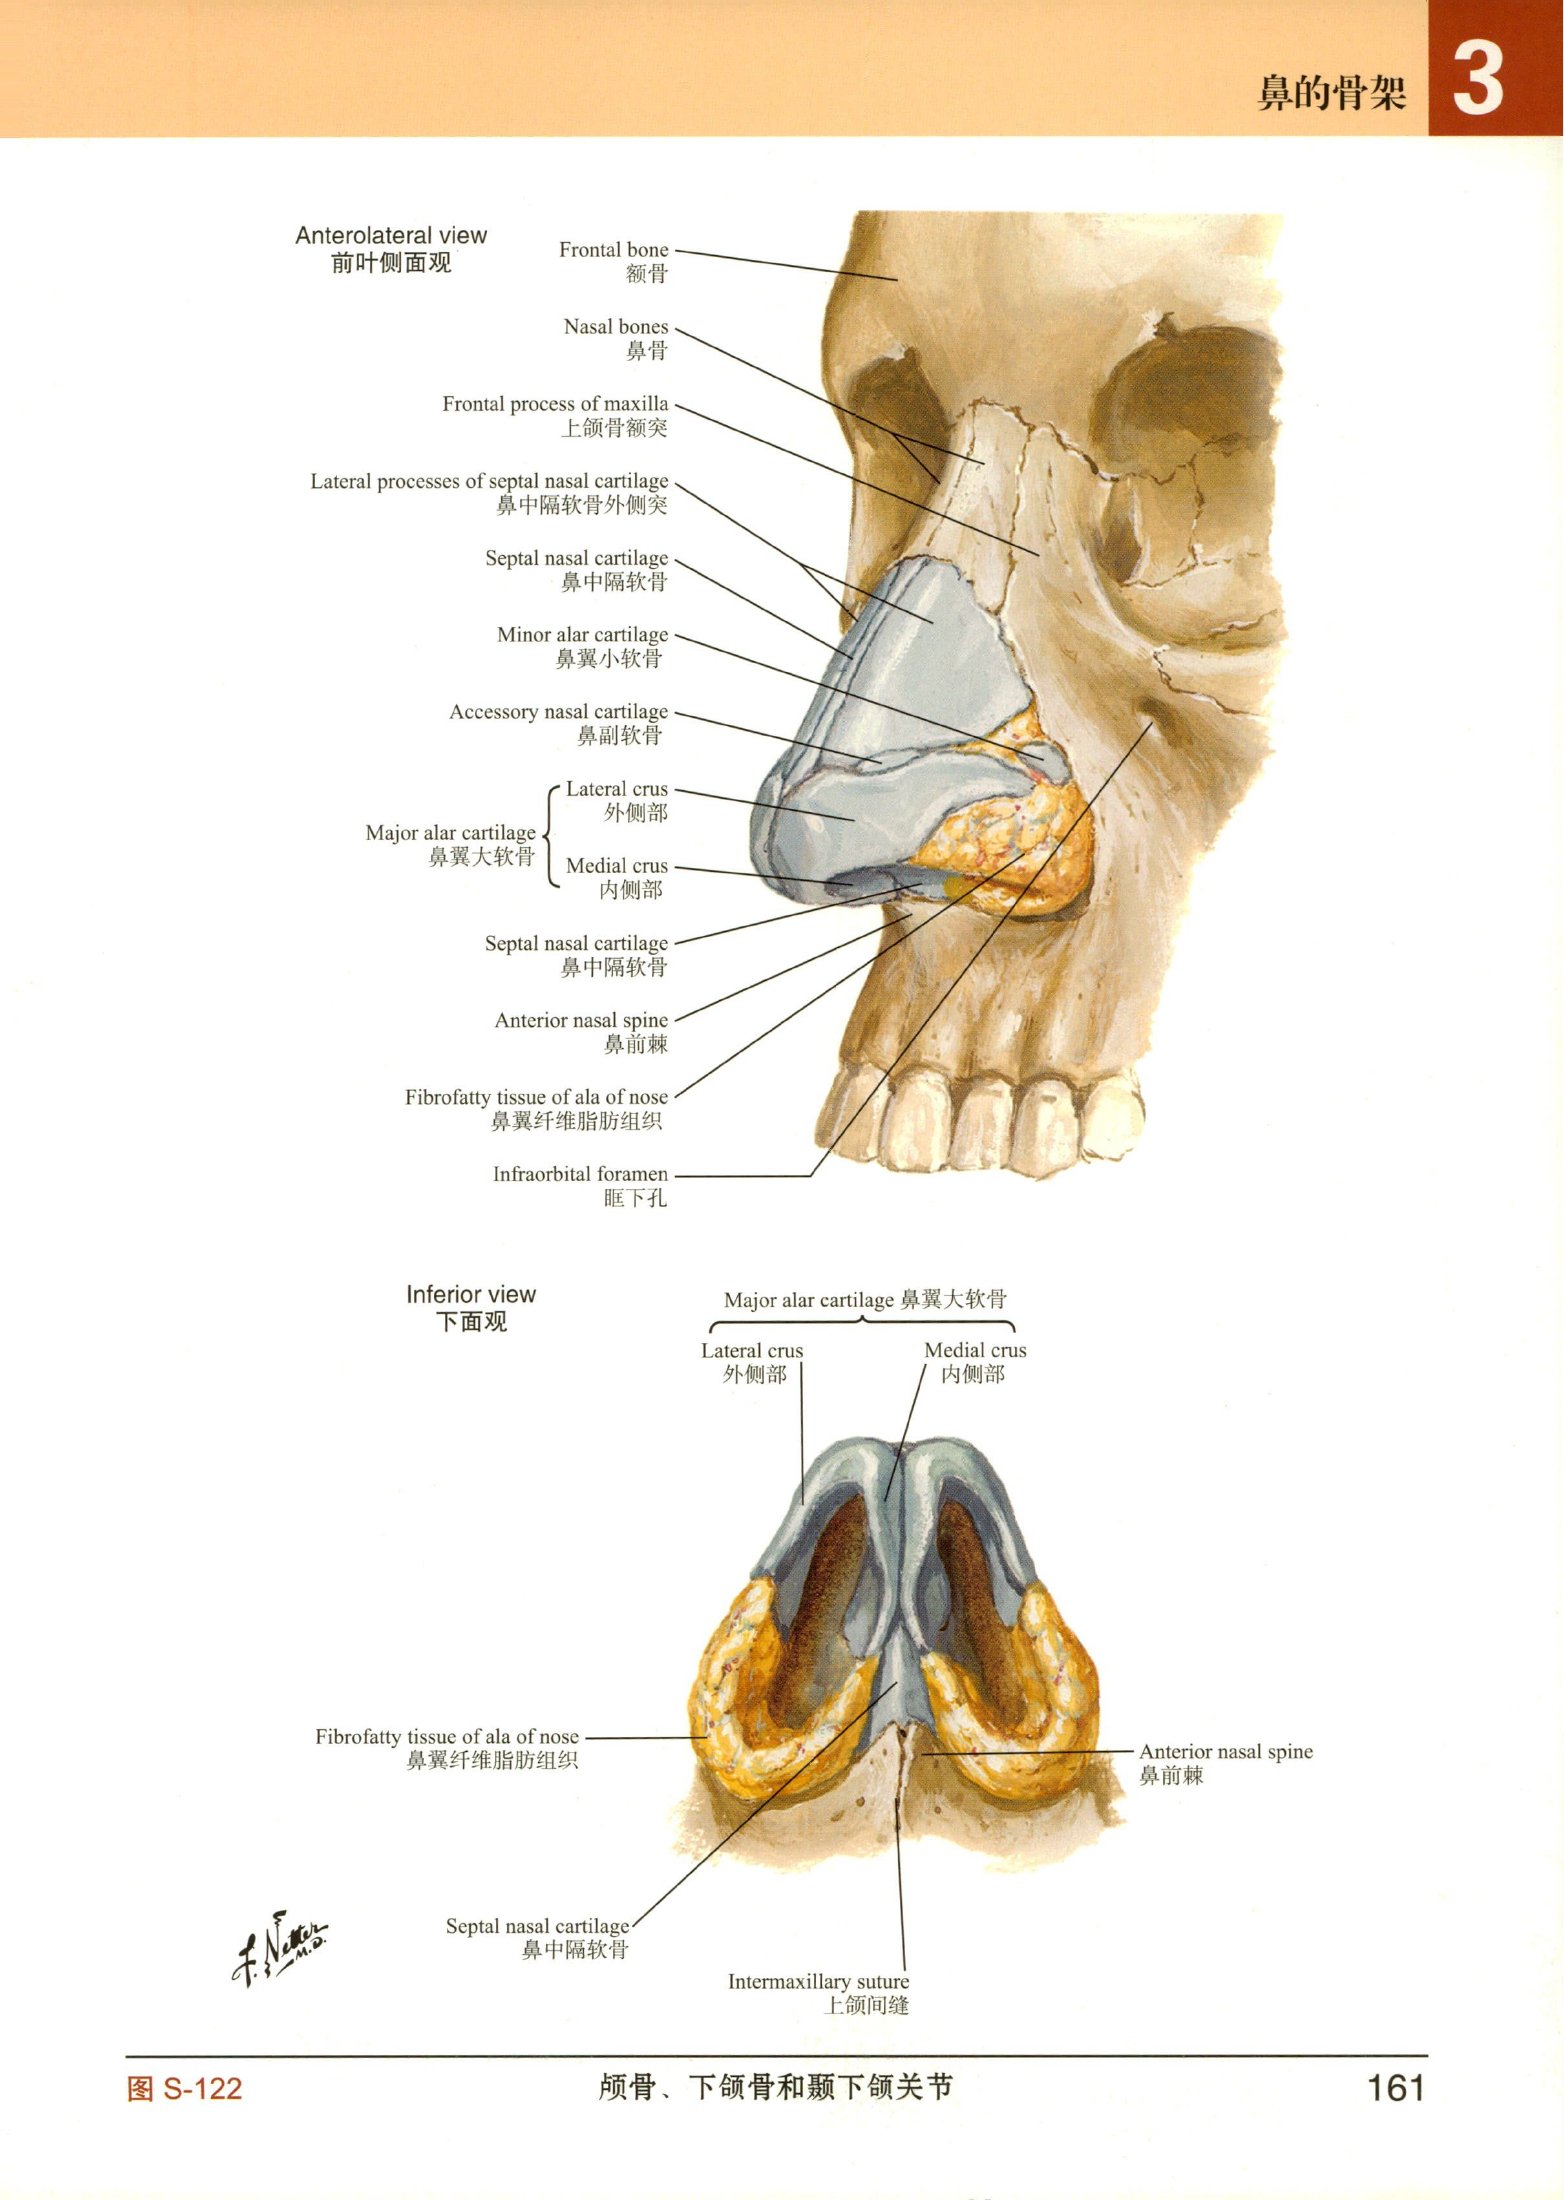 鼻的骨架
3
Anterolateral view
前叶侧面观
Frontal bone
额骨
Nasal bones
鼻骨
Frontal process of maxilla
上颌骨额突
Lateral processes of septal nasal cartilage
鼻中隔软骨外侧突
Septal nasal cartilage
鼻中隔软骨
Minor alar cartilage
鼻翼小软骨
Accessory nasal cartilage
鼻副软骨
Major alar cartilage
鼻翼大软骨
Lateral crus
外侧部
Medial crus
内侧部
Septal nasal cartilage
鼻中隔软骨
Anterior nasal spine
鼻前棘
Fibrofatty tissue of ala of nose
鼻翼纤维脂肪组织
Infraorbital foramen
眶下孔
Inferior view
下面观
Major alar cartilage 鼻翼大软骨
Lateral crus
外侧部
Medial crus
内侧部
Fibrofatty tissue of ala of nose
鼻翼纤维脂肪组织
Anterior nasal spine
鼻前棘
Septal nasal cartilage
鼻中隔软骨
Intermaxillary suture
上颌间缝
F. Netter
M.D.
图 S-122
颅骨、下颌骨和颞下颌关节
161